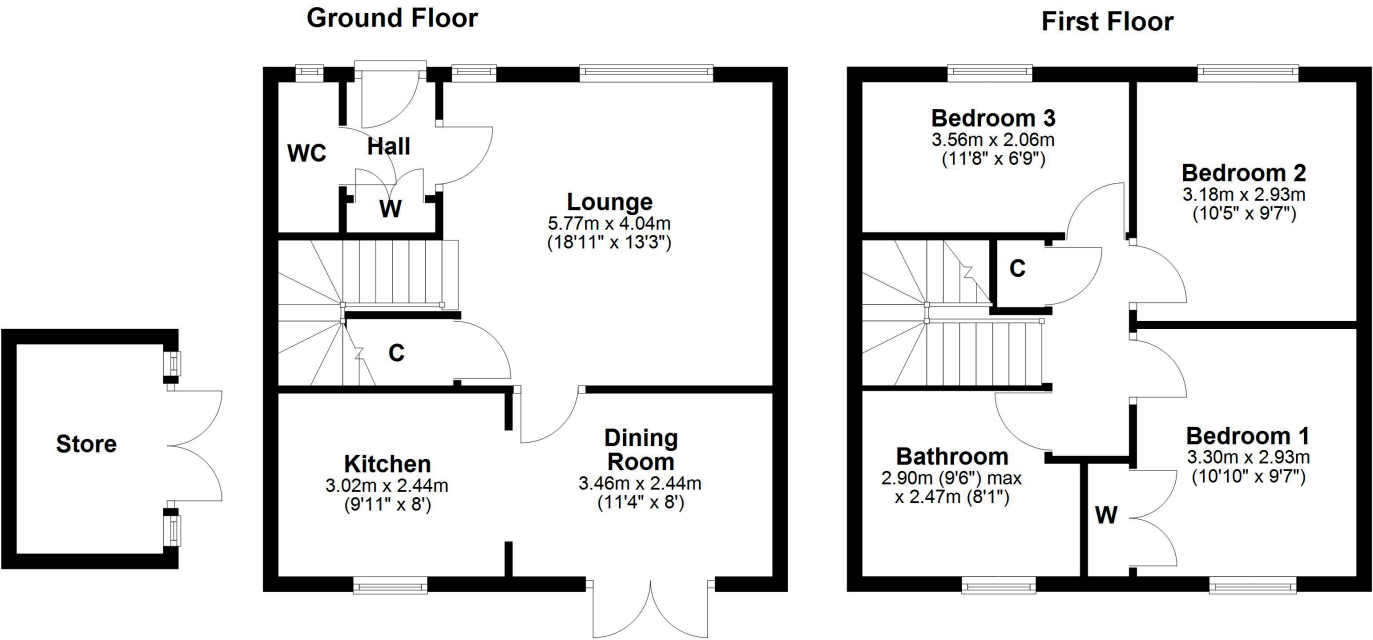 Ground Floor
WC
Hall
W
Lounge
5.77m x 4.04m
(18'11" x 13'3")
C
Store
Kitchen
3.02m x 2.44m
(9'11" x 8')
Dining
Room
3.46m x 2.44m
(11'4" x 8')
First Floor
Bedroom 3
3.56m x 2.06m
(11'8" x 6'9")
Bedroom 2
3.18m x 2.93m
(10'5" x 9'7")
C
Bathroom
2.90m (9'6") max
x 2.47m (8'1")
W
Bedroom 1
3.30m x 2.93m
(10'10" x 9'7")